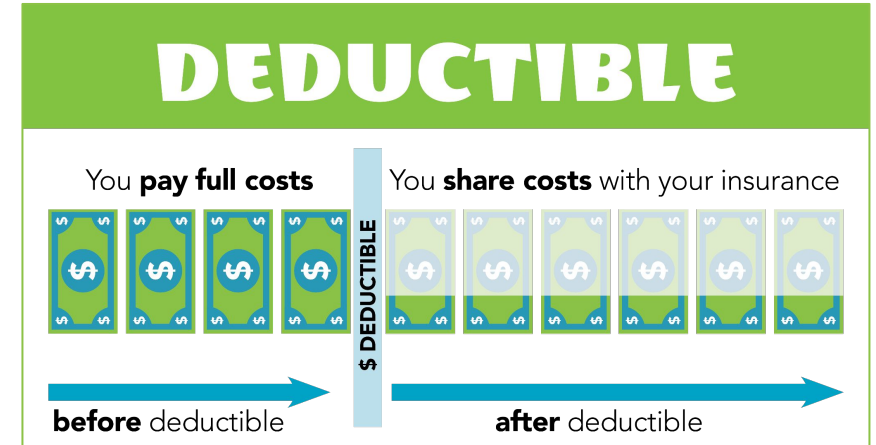 DEDUCTIBLE
You pay full costs
You share costs with your insurance
$ DEDUCTIBLE
before deductible
after deductible